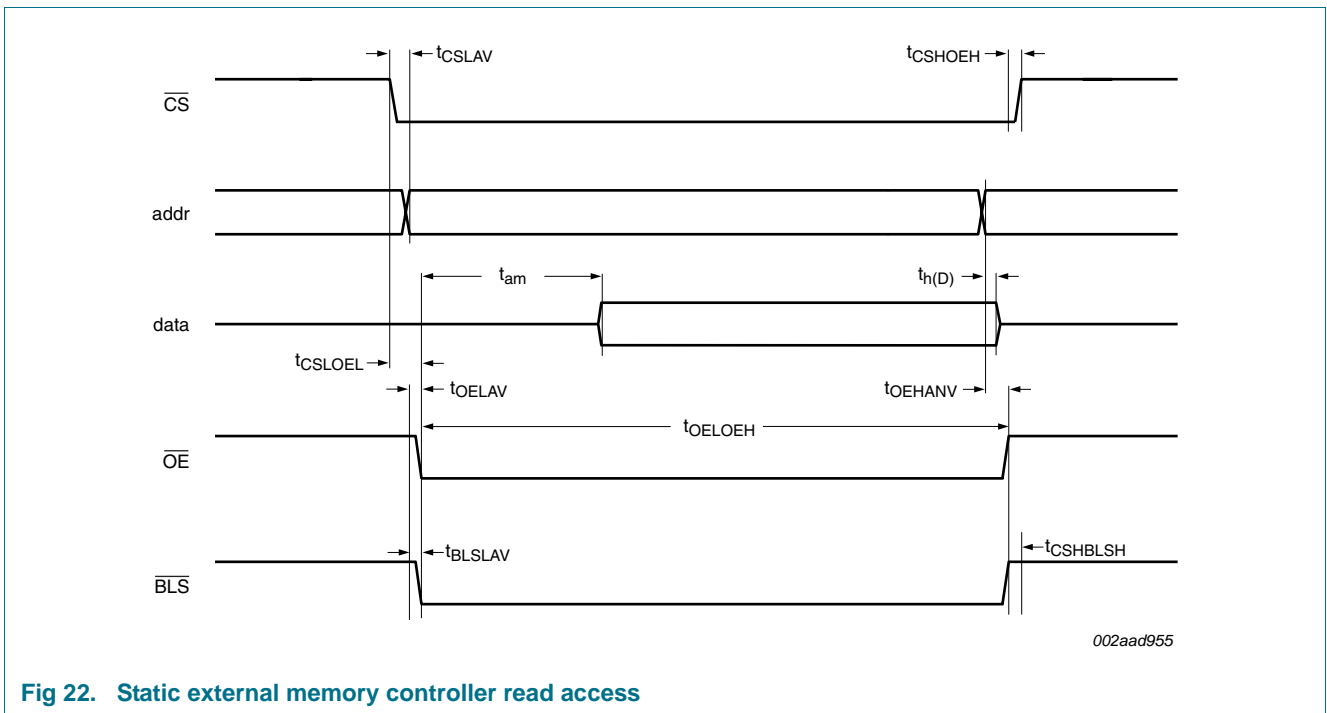 tCSLAV
tCSHOEH
CS
addr
tam
th(D)
data
tCSLOEL
tOELAV
tOEHANV
tOELOEH
OE
tBLSLAV
tCSHBLSH
BLS
002aad955
Fig 22. Static external memory controller read access